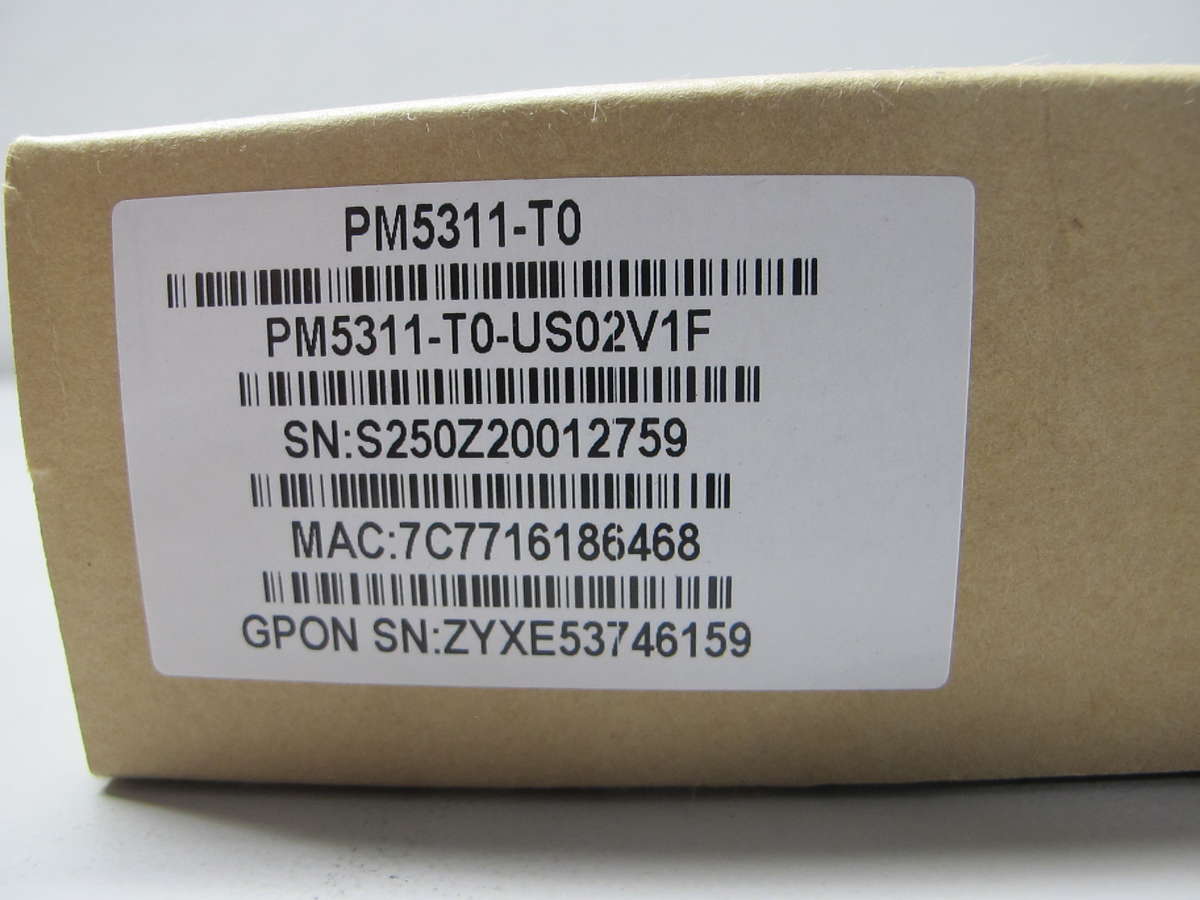 PM5311-T0
PM5311-T0-US02V1F
SN:S250Z20012759
MAC:7C7716186468
GPON SN:ZYXE53746159